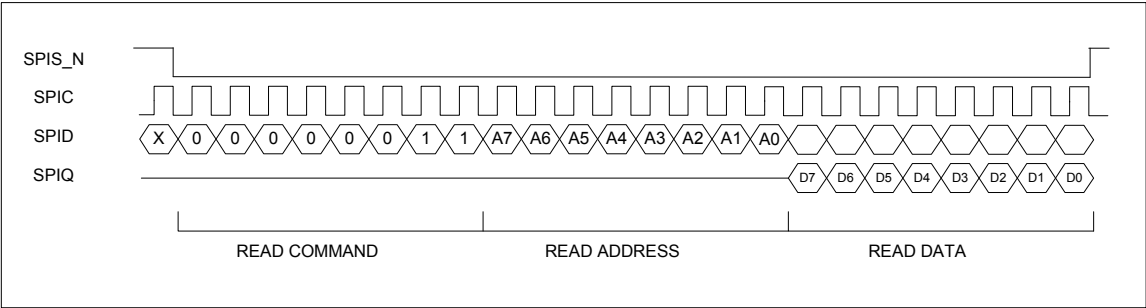 SPIS_N
SPIC
SPID X 0 0 0 0 0 0 1 1 A7 A6 A5 A4 A3 A2 A1 A0
SPIQ D7 D6 D5 D4 D3 D2 D1 D0
READ COMMAND READ ADDRESS READ DATA